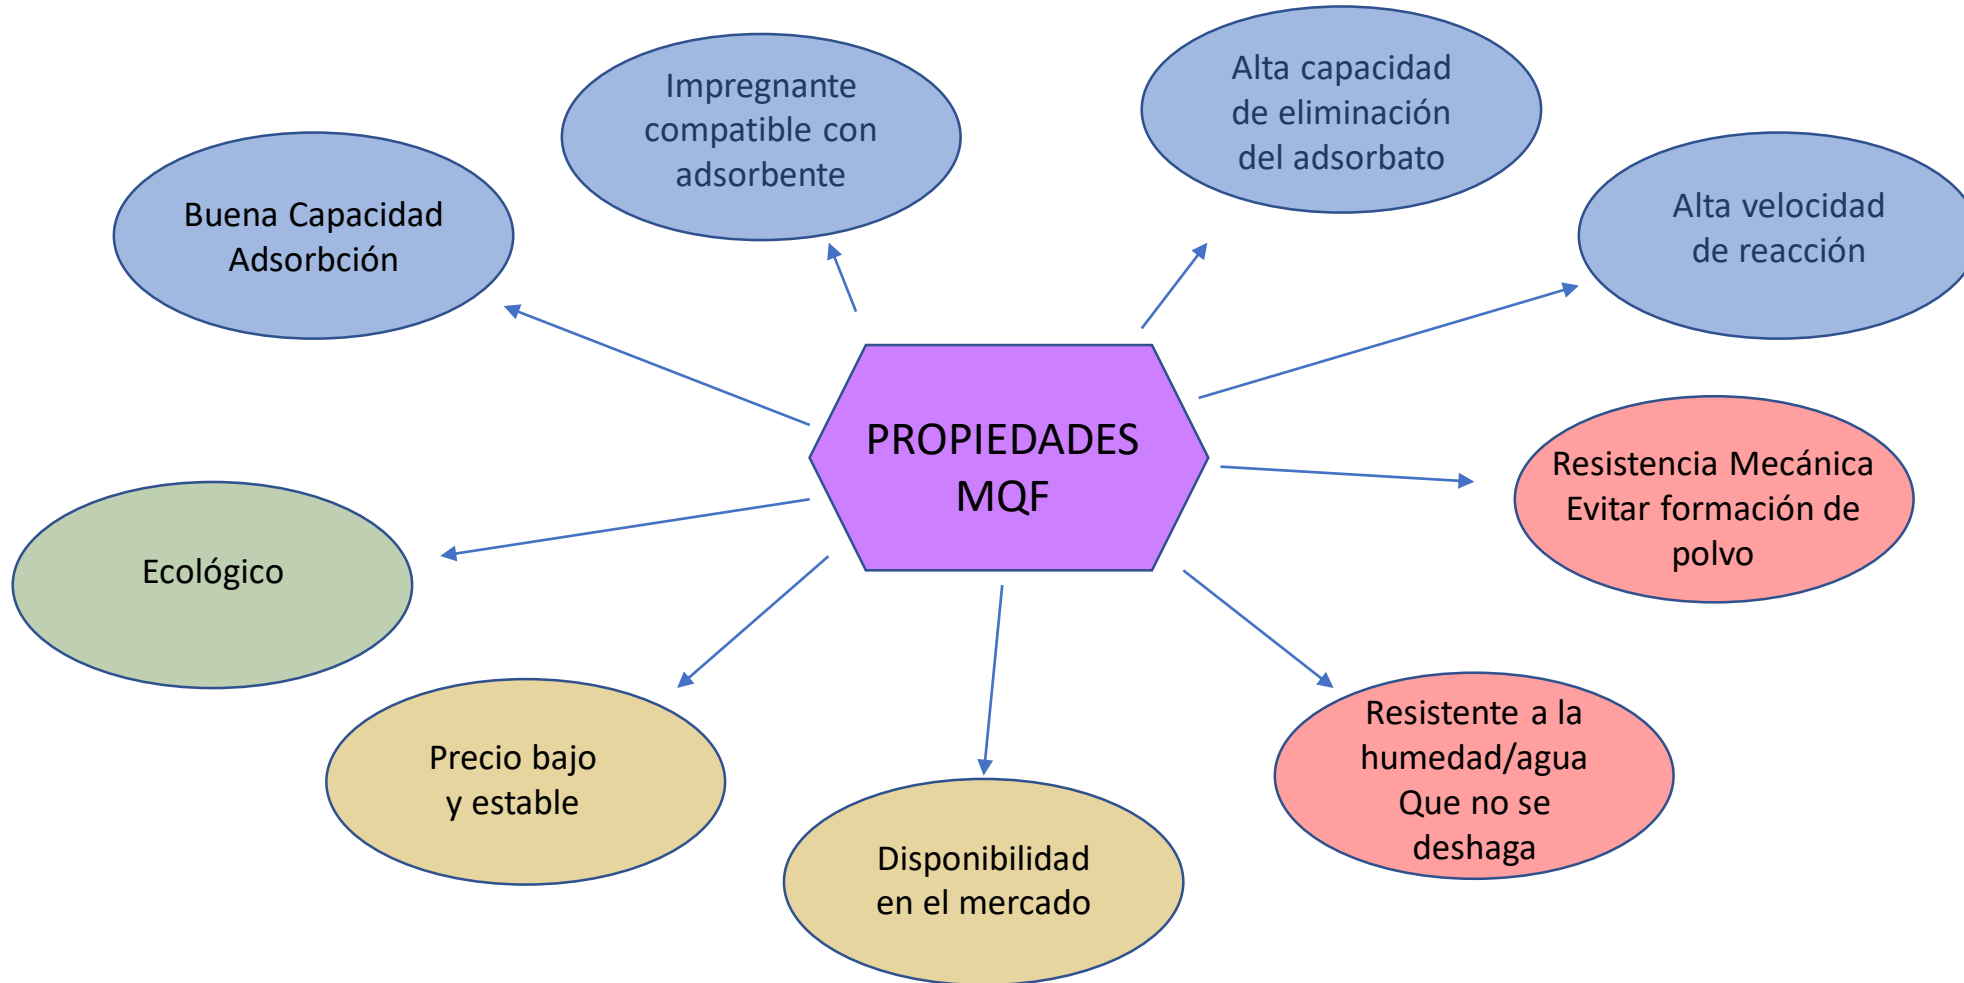 Impregnante
compatible con
adsorbente
Alta capacidad
de eliminación
del adsorbato
Buena Capacidad
Adsorbción
Alta velocidad
de reacción
PROPIEDADES
MQF
Resistencia Mecánica
Evitar formación de
polvo
Ecológico
Precio bajo
y estable
Resistente a la
humedad/agua
Que no se
deshaga
Disponibilidad
en el mercado